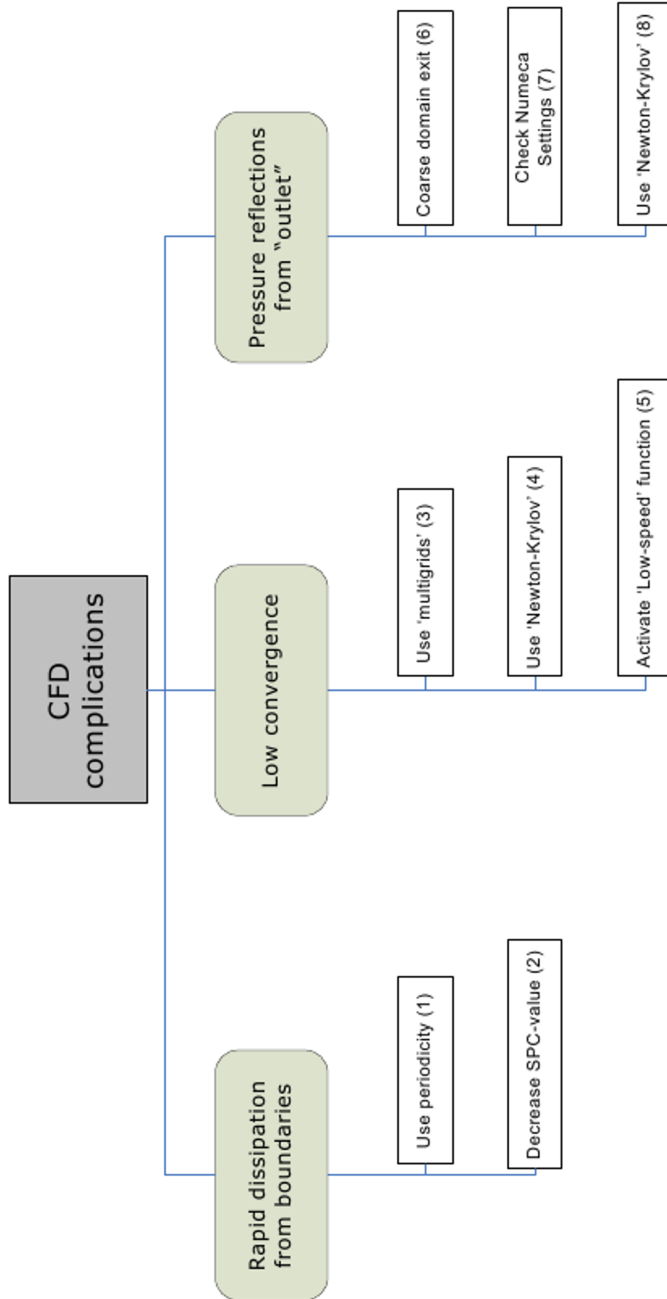 CFD
complications
Rapid dissipation
from boundaries
Use periodicity (1)
Decrease SPC-value (2)
Low convergence
Use ‘multigrids’ (3)
Use ‘Newton-Krylov’ (4)
Activate ‘Low-speed’ function (5)
Pressure reflections
from “outlet”
Coarse domain exit (6)
Check Numeca
Settings (7)
Use ‘Newton-Krylov’ (8)